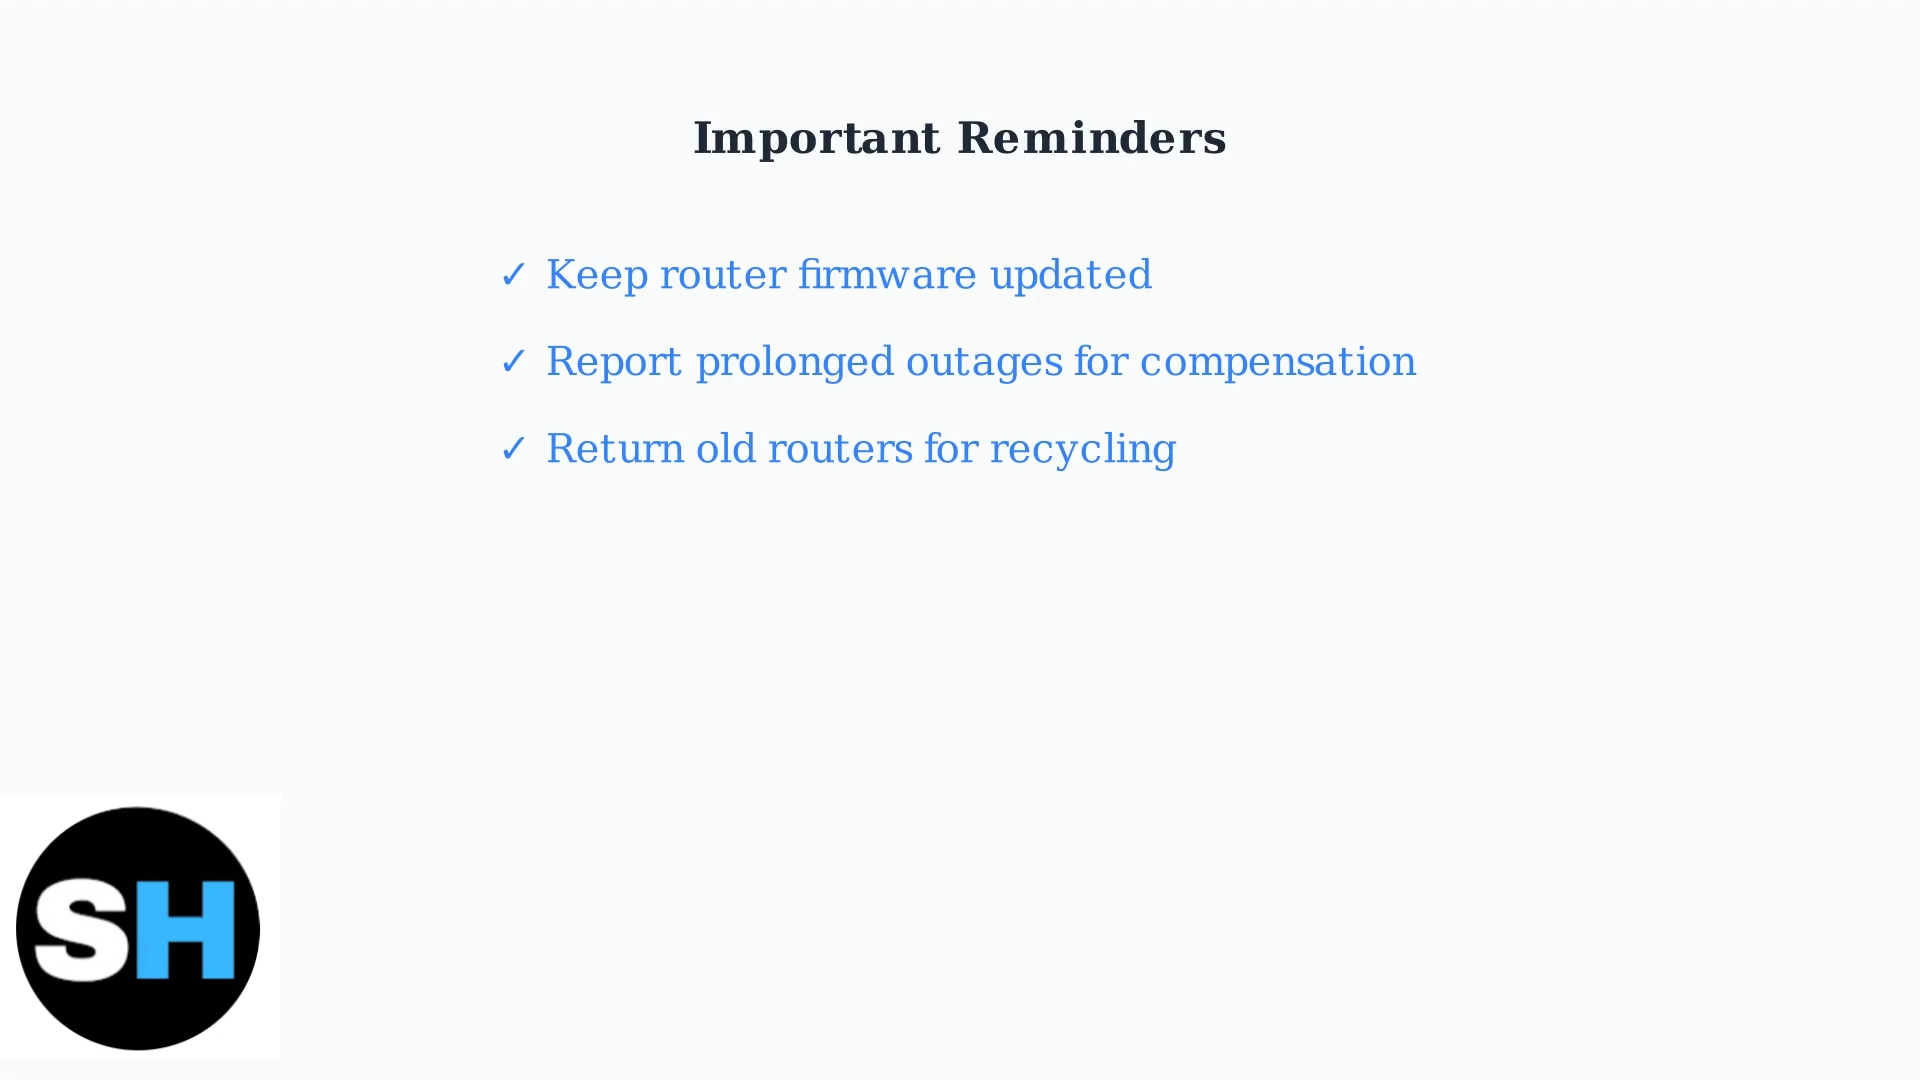 Important Reminders
✓ Keep router firmware updated
✓ Report prolonged outages for compensation
✓ Return old routers for recycling
SH